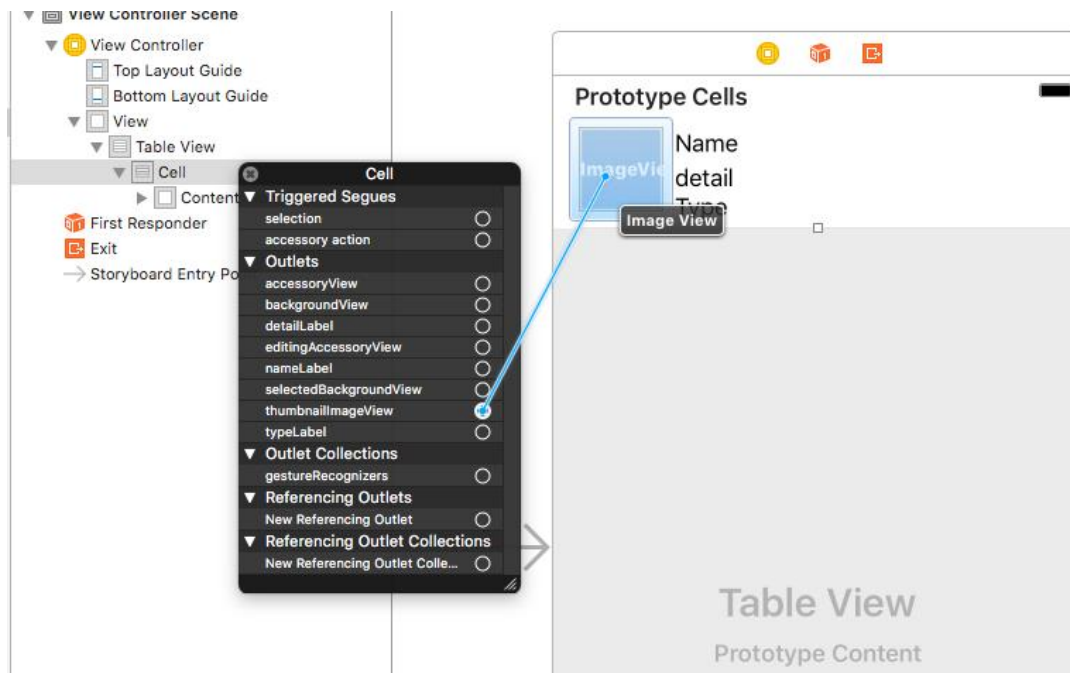 View Controller Scene
View Controller
Top Layout Guide
Bottom Layout Guide
View
Table View
Cell
Content
First Responder
Exit
Storyboard Entry Po
Cell
Triggered Segues
selection
accessory action
Outlets
accessoryView
backgroundView
detailLabel
editingAccessoryView
nameLabel
selectedBackgroundView
thumbnailImageView
typeLabel
Outlet Collections
gestureRecognizers
Referencing Outlets
New Referencing Outlet
Referencing Outlet Collections
New Referencing Outlet Colle...
Prototype Cells
ImageVie
Name
detail
Type
Image View
Table View
Prototype Content